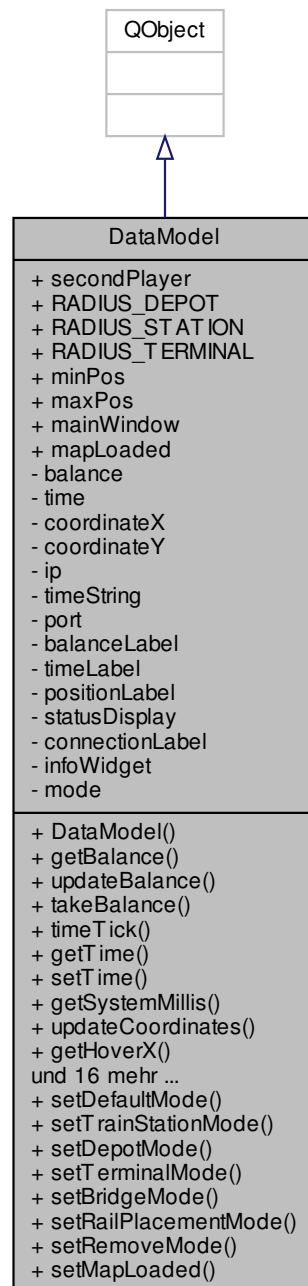 QObject
DataModel
+ secondPlayer
+ RADIUS_DEPOT
+ RADIUS_STATION
+ RADIUS_TERMINAL
+ minPos
+ maxPos
+ mainWindow
+ mapLoaded
- balance
- time
- coordinateX
- coordinateY
- ip
- timeString
- port
- balanceLabel
- timeLabel
- positionLabel
- statusDisplay
- connectionLabel
- infoWidget
- mode
+ DataModel()
+ getBalance()
+ updateBalance()
+ takeBalance()
+ timeTick()
+ getTime()
+ setTime()
+ getSystemMillis()
+ updateCoordinates()
+ getHoverX()
und 16 mehr ...
+ setDefaultMode()
+ setTrainStationMode()
+ setDepotMode()
+ setTerminalMode()
+ setBridgeMode()
+ setRailPlacementMode()
+ setRemoveMode()
+ setMapLoaded()